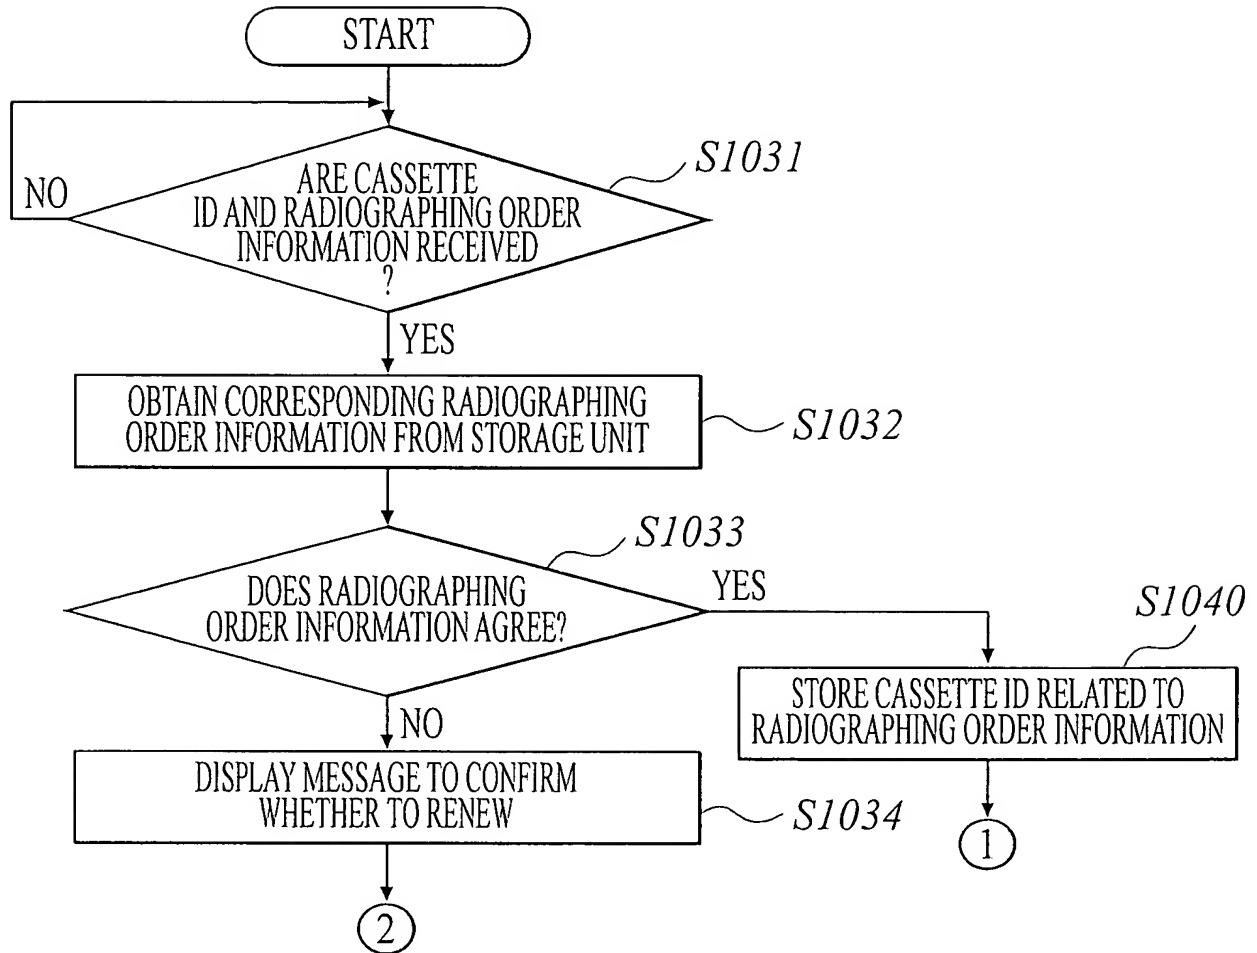 START
ARE CASSETTE
ID AND RADIOGRAPHING ORDER
INFORMATION RECEIVED
?
S1031
NO
YES
OBTAIN CORRESPONDING RADIOGRAPHING
ORDER INFORMATION FROM STORAGE UNIT
S1032
DOES RADIOGRAPHING
ORDER INFORMATION AGREE?
S1033
YES
S1040
STORE CASSETTE ID RELATED TO
RADIOGRAPHING ORDER INFORMATION
NO
DISPLAY MESSAGE TO CONFIRM
WHETHER TO RENEW
S1034
1
2